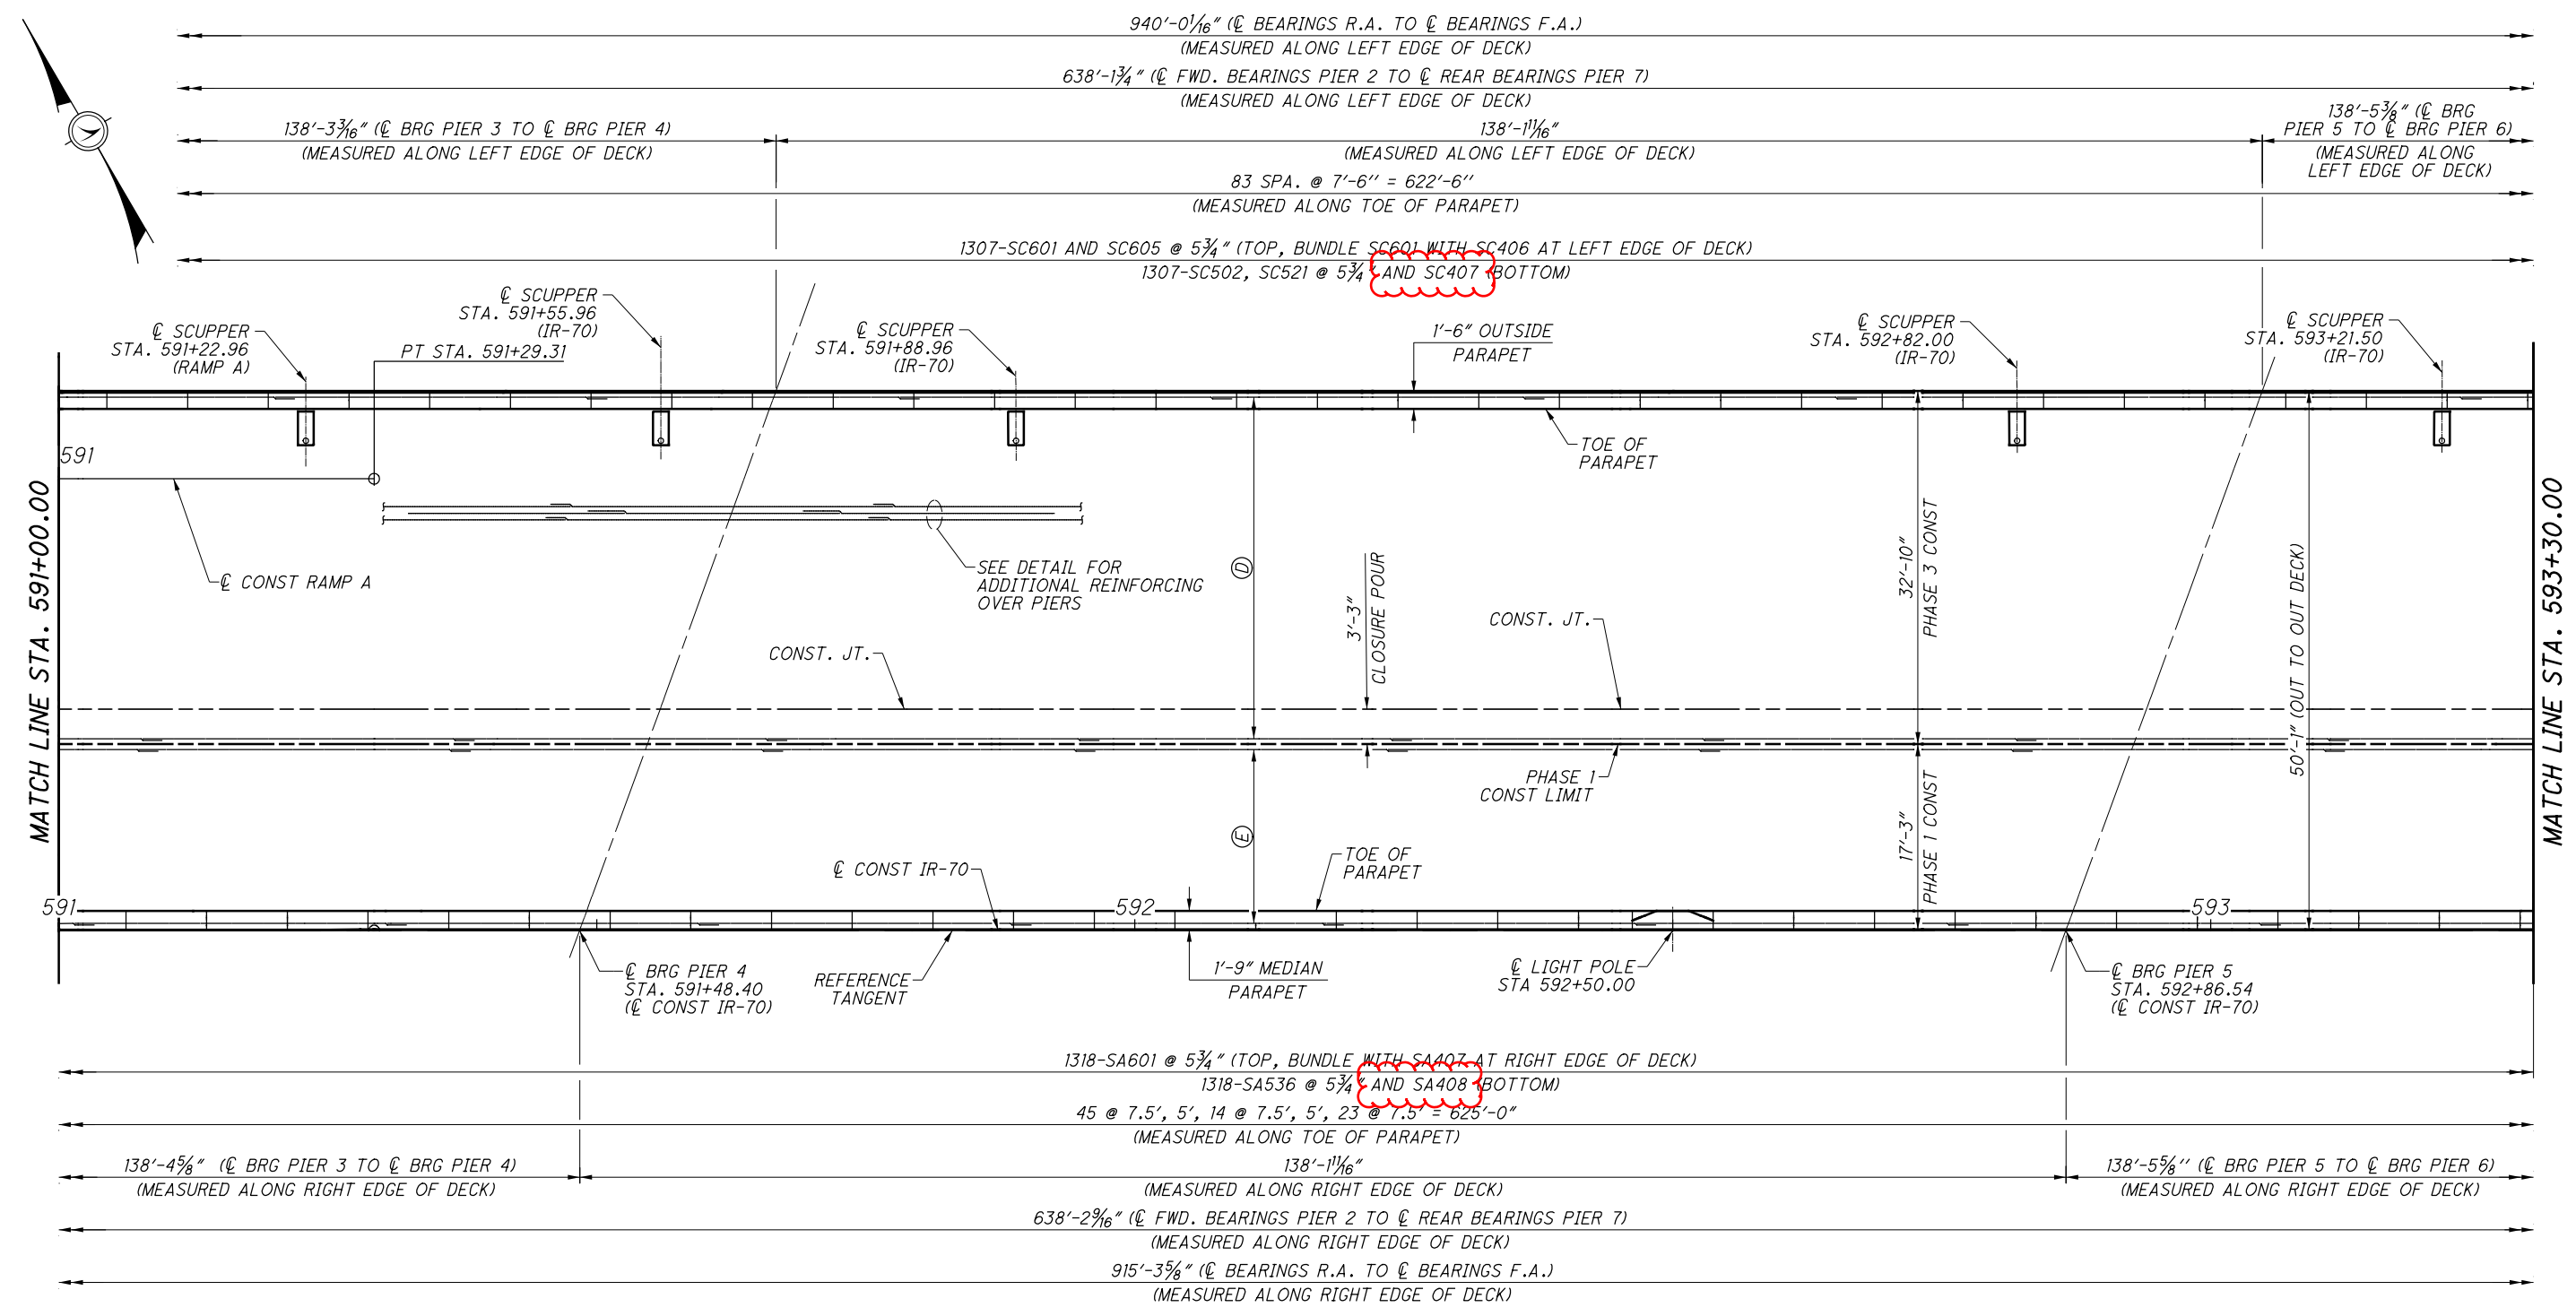 940'-0 1/16" (℄ BEARINGS R.A. TO ℄ BEARINGS F.A.)
(MEASURED ALONG LEFT EDGE OF DECK)
638'-1 3/4" (℄ FWD. BEARINGS PIER 2 TO ℄ REAR BEARINGS PIER 7)
(MEASURED ALONG LEFT EDGE OF DECK)
138'-3 3/16" (℄ BRG PIER 3 TO ℄ BRG PIER 4)
(MEASURED ALONG LEFT EDGE OF DECK)
138'-1 11/16"
(MEASURED ALONG LEFT EDGE OF DECK)
138'-5 3/8" (℄ BRG
PIER 5 TO ℄ BRG PIER 6)
(MEASURED ALONG
LEFT EDGE OF DECK)
83 SPA. @ 7'-6'' = 622'-6''
(MEASURED ALONG TOE OF PARAPET)
1307-SC601 AND SC605 @ 5 3/4" (TOP, BUNDLE SC601 WITH SC406 AT LEFT EDGE OF DECK)
1307-SC502, SC521 @ 5 3/4" AND SC407 (BOTTOM)
℄ SCUPPER
STA. 591+22.96
(RAMP A)
℄ SCUPPER
STA. 591+55.96
(IR-70)
PT STA. 591+29.31
℄ SCUPPER
STA. 591+88.96
(IR-70)
1'-6" OUTSIDE
PARAPET
℄ SCUPPER
STA. 592+82.00
(IR-70)
℄ SCUPPER
STA. 593+21.50
(IR-70)
591
TOE OF
PARAPET
℄ CONST RAMP A
SEE DETAIL FOR
ADDITIONAL REINFORCING
OVER PIERS
D
3'-3"
CLOSURE POUR
32'-10"
PHASE 3 CONST
50'-1" (OUT TO OUT DECK)
MATCH LINE STA. 591+00.00
MATCH LINE STA. 593+30.00
CONST. JT.
CONST. JT.
PHASE 1
CONST LIMIT
E
17'-3"
PHASE 1 CONST
℄ CONST IR-70
TOE OF
PARAPET
591
592
593
℄ BRG PIER 4
STA. 591+48.40
(℄ CONST IR-70)
REFERENCE
TANGENT
1'-9" MEDIAN
PARAPET
℄ LIGHT POLE
STA 592+50.00
℄ BRG PIER 5
STA. 592+86.54
(℄ CONST IR-70)
1318-SA601 @ 5 3/4" (TOP, BUNDLE WITH SA407 AT RIGHT EDGE OF DECK)
1318-SA536 @ 5 3/4" AND SA408 (BOTTOM)
45 @ 7.5', 5', 14 @ 7.5', 5', 23 @ 7.5' = 625'-0"
(MEASURED ALONG TOE OF PARAPET)
138'-4 5/8" (℄ BRG PIER 3 TO ℄ BRG PIER 4)
(MEASURED ALONG RIGHT EDGE OF DECK)
138'-1 11/16"
(MEASURED ALONG RIGHT EDGE OF DECK)
138'-5 5/8'' (℄ BRG PIER 5 TO ℄ BRG PIER 6)
(MEASURED ALONG RIGHT EDGE OF DECK)
638'-2 9/16" (℄ FWD. BEARINGS PIER 2 TO ℄ REAR BEARINGS PIER 7)
(MEASURED ALONG RIGHT EDGE OF DECK)
915'-3 5/8" (℄ BEARINGS R.A. TO ℄ BEARINGS F.A.)
(MEASURED ALONG RIGHT EDGE OF DECK)